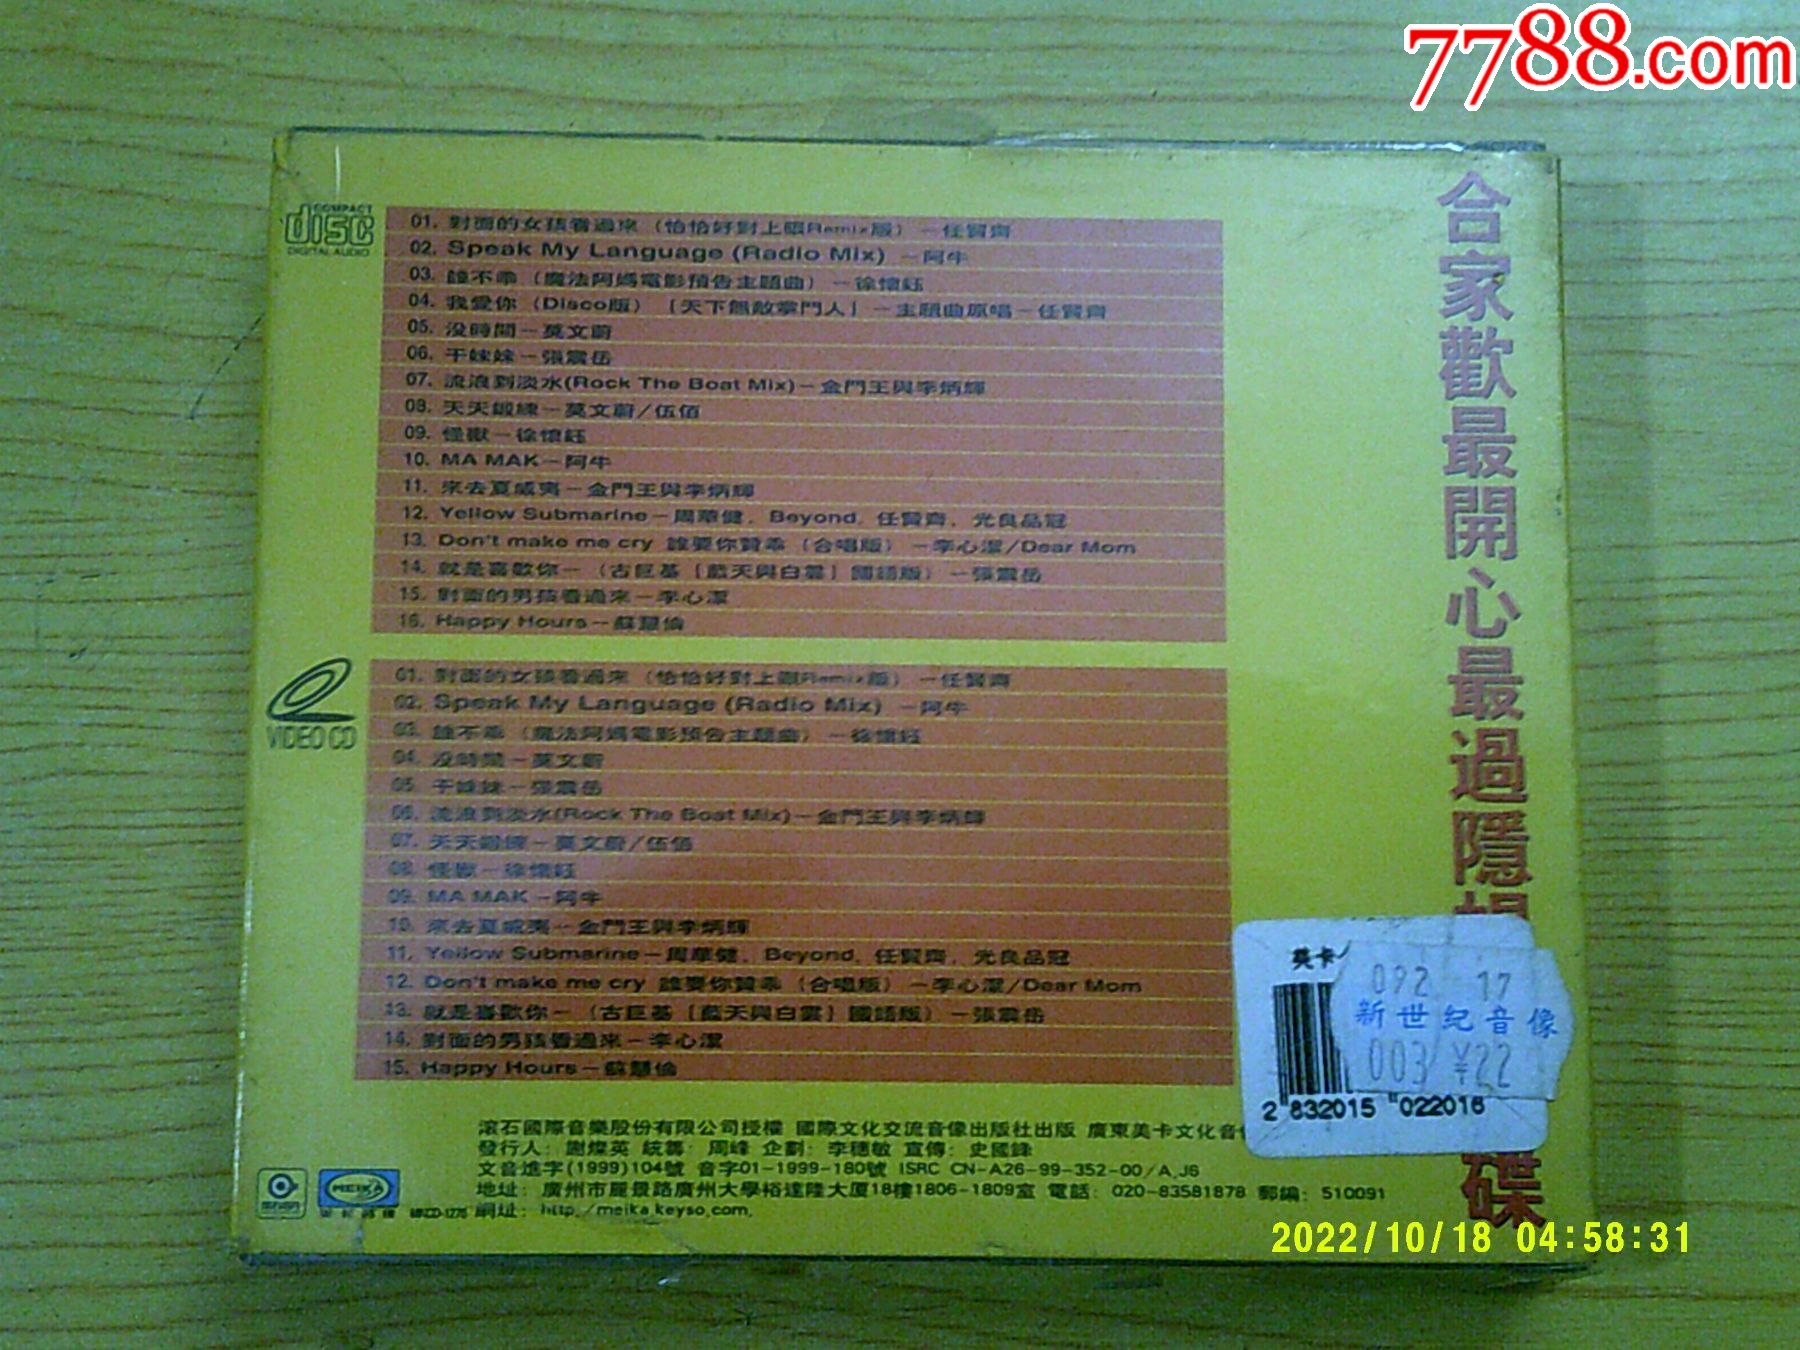 7788.com
COMPACT
disc
DIGITAL AUDIO
01. 對面的女孩看過來（恰恰好對上眼Remix版）－任賢齊
02. Speak My Language (Radio Mix) －阿牛
03. 誰不乖（魔法阿媽電影預告主題曲）－徐懷鈺
04. 我愛你（Disco版）［天下無敵掌門人］－主題曲原唱－任賢齊
05. 沒時間－莫文蔚
06. 干妹妹－張震岳
07. 流浪到淡水(Rock The Boat Mix)－金門王與李炳輝
08. 天天鍛練－莫文蔚／伍佰
09. 怪獸－徐懷鈺
10. MA MAK－阿牛
11. 來去夏威夷－金門王與李炳輝
12. Yellow Submarine－周華健．Beyond．任賢齊．光良品冠
13. Don't make me cry 誰要你賢乖（合唱版）－李心潔/Dear Mom
14. 就是喜歡你－（古巨基［藍天與白雲］國語版）－張震岳
15. 對面的男孩看過來－李心潔
16. Happy Hours－蘇慧倫
VIDEO CD
01. 對面的女孩看過來（恰恰好對上眼Remix版）－任賢齊
02. Speak My Language (Radio Mix) －阿牛
03. 誰不乖（魔法阿媽電影預告主題曲）－徐懷鈺
04. 沒時間－莫文蔚
05. 干妹妹－張震岳
06. 流浪到淡水(Rock The Boat Mix)－金門王與李炳輝
07. 天天鍛練－莫文蔚／伍佰
08. 怪獸－徐懷鈺
09. MA MAK－阿牛
10. 來去夏威夷－金門王與李炳輝
11. Yellow Submarine－周華健．Beyond．任賢齊．光良品冠
12. Don't make me cry 誰要你賢乖（合唱版）－李心潔/Dear Mom
13. 就是喜歡你－（古巨基［藍天與白雲］國語版）－張震岳
14. 對面的男孩看過來－李心潔
15. Happy Hours－蘇慧倫
合家歡最開心最過隱 碟
美卡
092 17
新世紀音像
003 ¥22
2 832015 022016
滾石國際音樂股份有限公司授權 國際文化交流音像出版社出版 廣東美卡文化音
發行人：謝燦英 統籌：周峰 企劃：李穗敏 宣傳：史國鋒
文音進字(1999)104號 音字01-1999-180號 ISRC CN-A26-99-352-00/A.J6
地址：廣州市麗景路廣州大學裕達隆大廈18樓1806-1809室 電話：020-83581878 郵編：510091
MEIKA
網址：http://meika.keyso.com.
2022/10/18 04:58:31